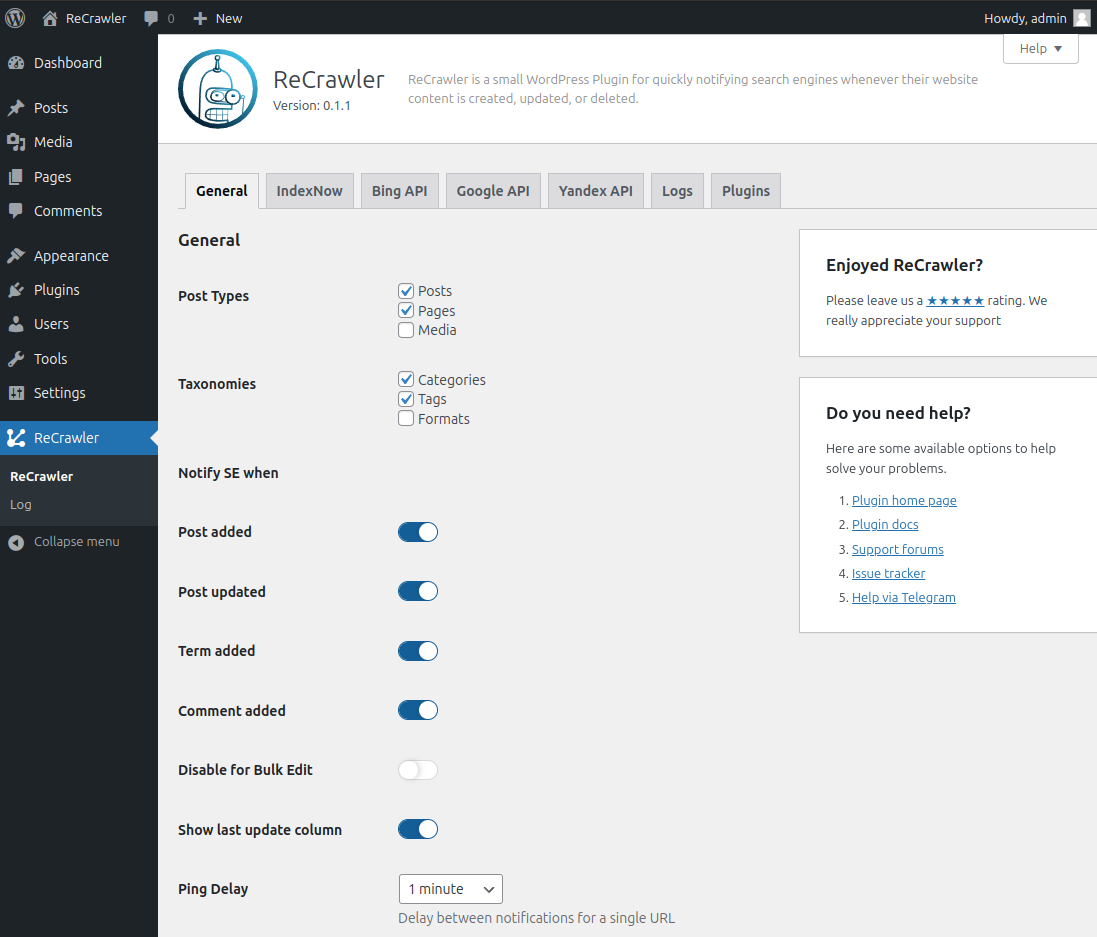 ReCrawler 0 New Howdy, admin
Dashboard
Posts
Media
Pages
Comments
Appearance
Plugins
Users
Tools
Settings
ReCrawler
ReCrawler
Log
Collapse menu
Help
ReCrawler
Version: 0.1.1
ReCrawler is a small WordPress Plugin for quickly notifying search engines whenever their website
content is created, updated, or deleted.
General IndexNow Bing API Google API Yandex API Logs Plugins
General
Post Types
Posts
Pages
Media
Taxonomies
Categories
Tags
Formats
Notify SE when
Post added
Post updated
Term added
Comment added
Disable for Bulk Edit
Show last update column
Ping Delay 1 minute
Delay between notifications for a single URL
Enjoyed ReCrawler?
Please leave us a ★★★★★ rating. We
really appreciate your support
Do you need help?
Here are some available options to help
solve your problems.
1. Plugin home page
2. Plugin docs
3. Support forums
4. Issue tracker
5. Help via Telegram